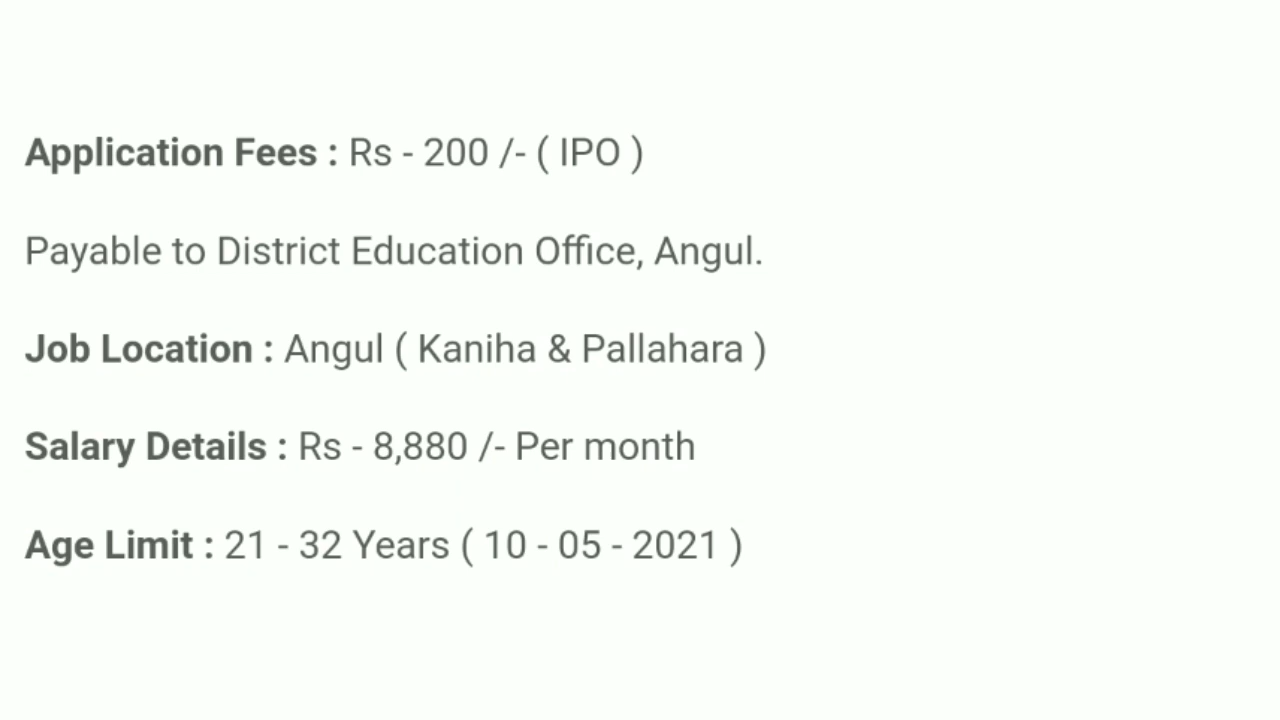 Application Fees : Rs - 200 /- ( IPO )
Payable to District Education Office, Angul.
Job Location : Angul ( Kaniha & Pallahara )
Salary Details : Rs - 8,880 /- Per month
Age Limit : 21 - 32 Years ( 10 - 05 - 2021 )